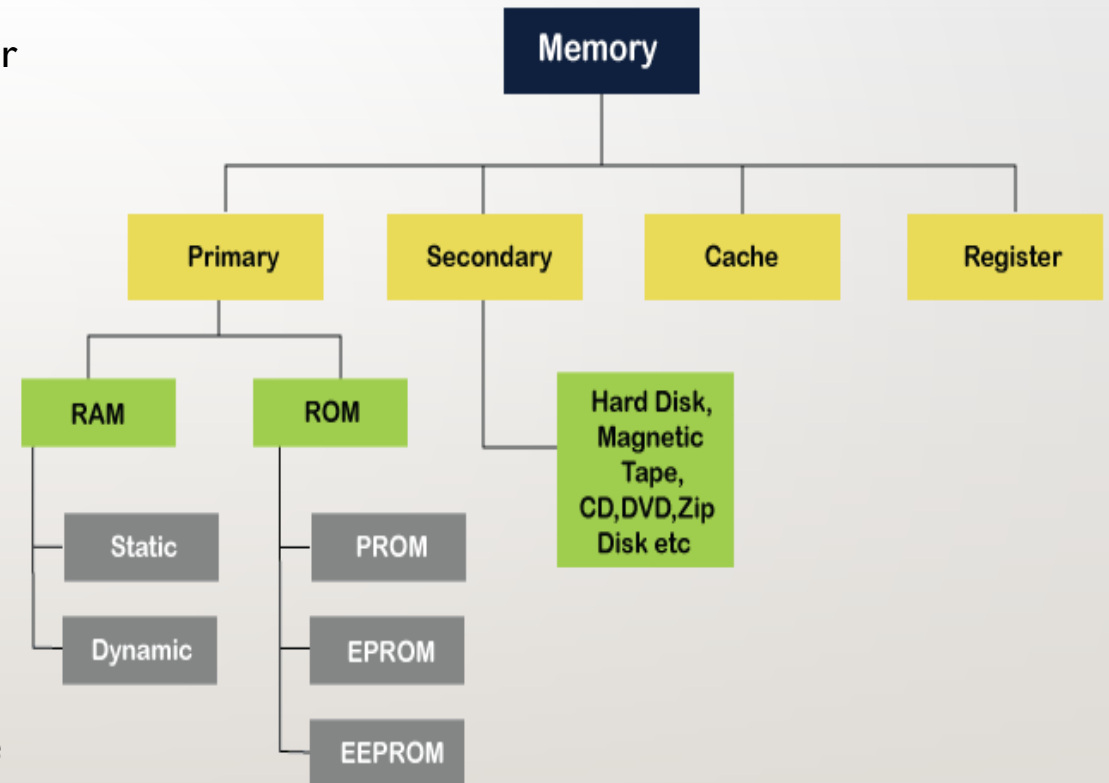 r
Memory
Primary
Secondary
Cache
Register
RAM
ROM
Hard Disk,
Magnetic
Tape,
CD,DVD,Zip
Disk etc
Static
PROM
Dynamic
EPROM
EEPROM